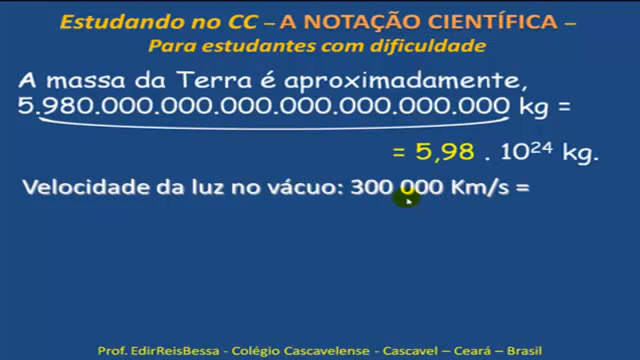 Estudando no CC – A NOTAÇÃO CIENTÍFICA –
Para estudantes com dificuldade
A massa da Terra é aproximadamente,
5.980.000.000.000.000.000.000.000 kg =
= 5,98 . 10²⁴ kg.
Velocidade da luz no vácuo: 300 000 Km/s =
Prof. EdirReisBessa - Colégio Cascavelense - Cascavel – Ceará – Brasil